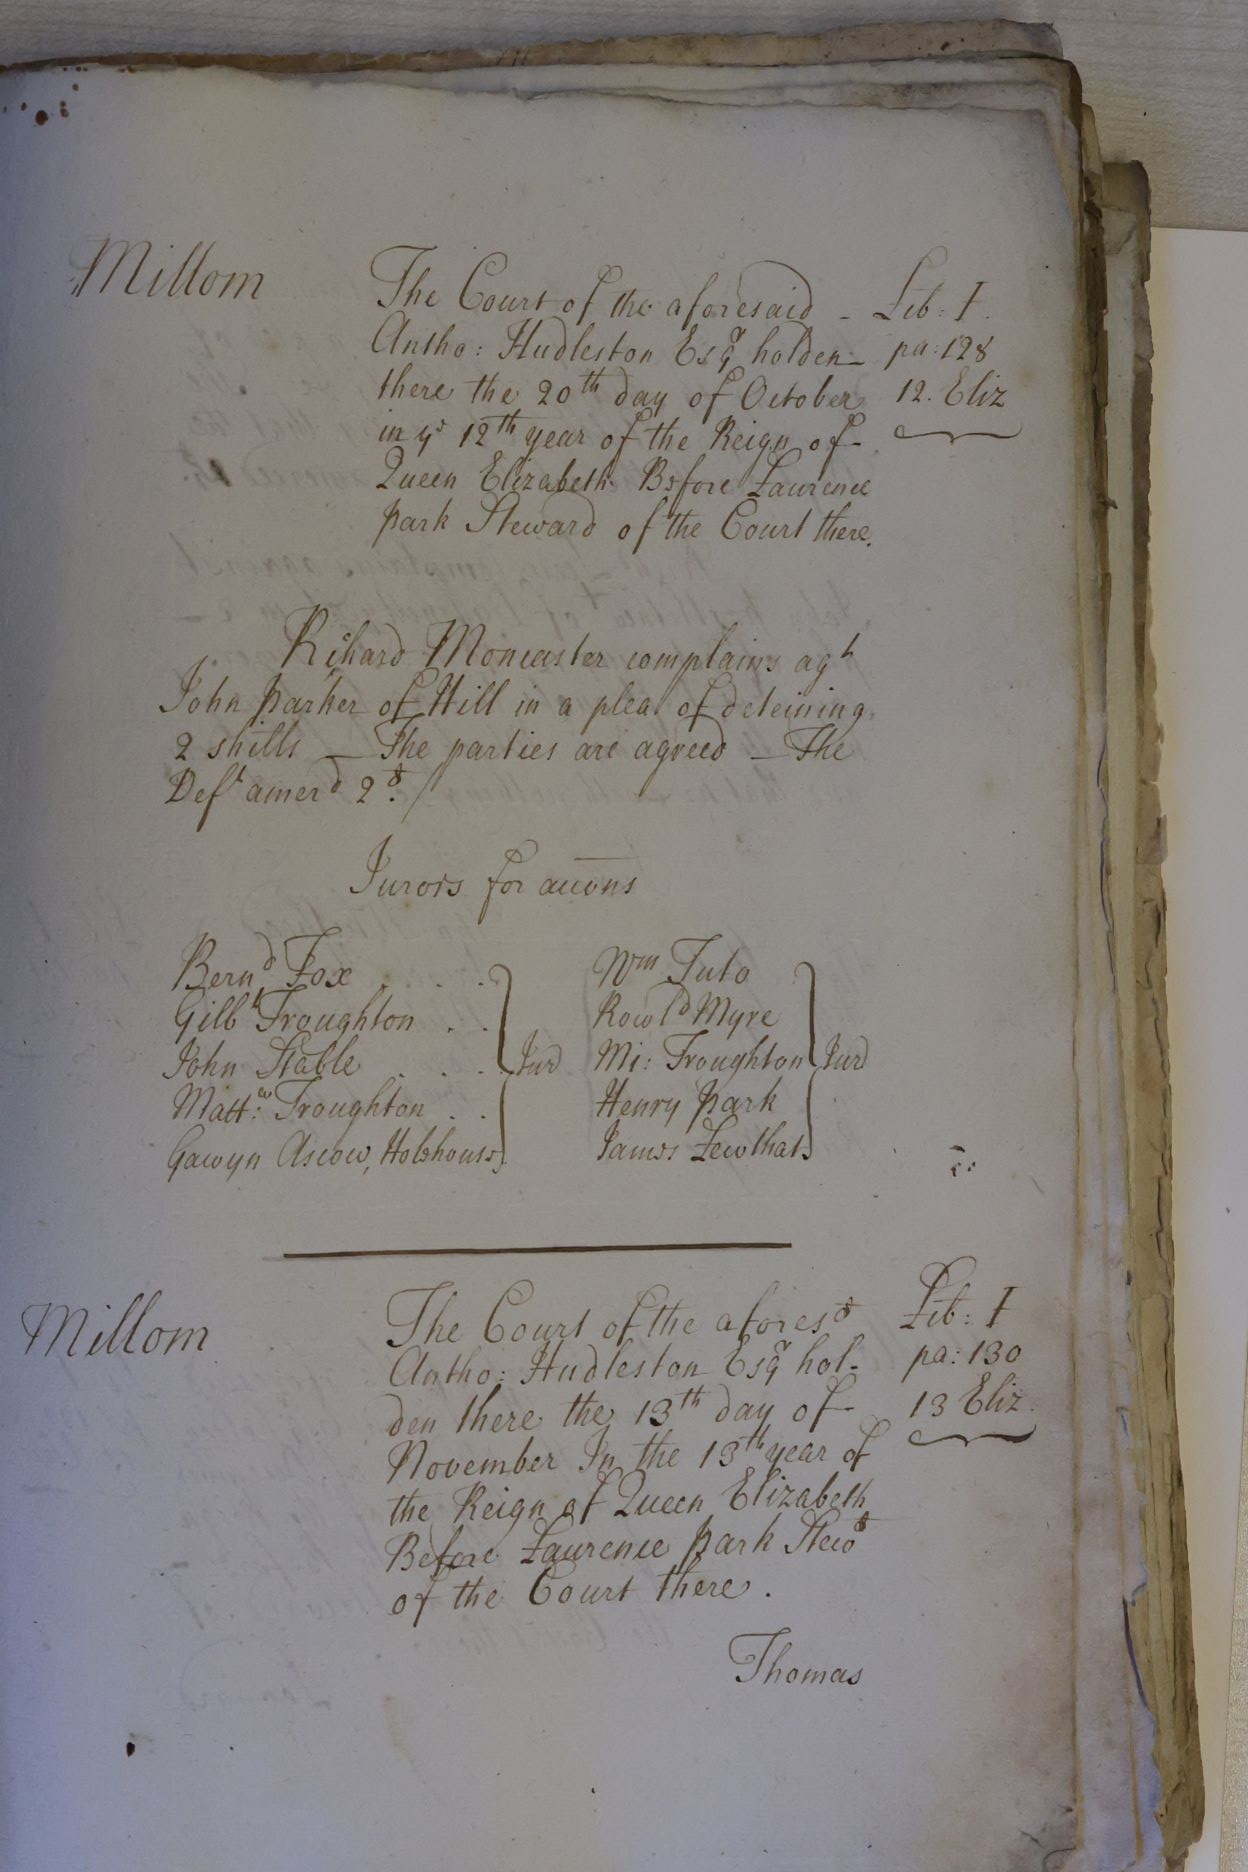 Millom
The Court of the aforesaid - Lib: I.
Antho: Hudleston Esqr holden - pa: 128
there the 20th day of October 12. Eliz
in ye 12th year of the Reign of
Queen Elizabeth Before Laurence
park Steward of the Court there.
Richard Moncaster complains agt
John Parker of Hill in a plea of deteining
2 shills — The parties are agreed — The
Deft amerd 2d. /
Jurors for accons
Bernd Fox . . .
Gilbt Troughton . .
John Stable . . . Jur
Matt:w Troughton . .
Gawyn Ascow, Holehouse
Wm Tuto
Rowld Myre
Mi: Troughton Jur
Henry Park
James Lewthat
Millom
The Court of the aforesd Lib: I
Antho: Hudleston Esqr hol- pa: 130
den there the 13th day of 13 Eliz.
November In the 13th year of
the Reign of Queen Elizabeth
Before Laurence park Stewd
of the Court there.
Thomas